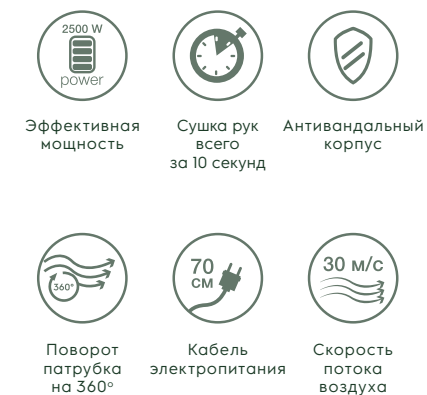 2500 W
power
Эффективная
мощность
Сушка рук
всего
за 10 секунд
Антивандальный
корпус
360°
Поворот
патрубка
на 360°
70
см
Кабель
электропитания
30 м/с
Скорость
потока
воздуха